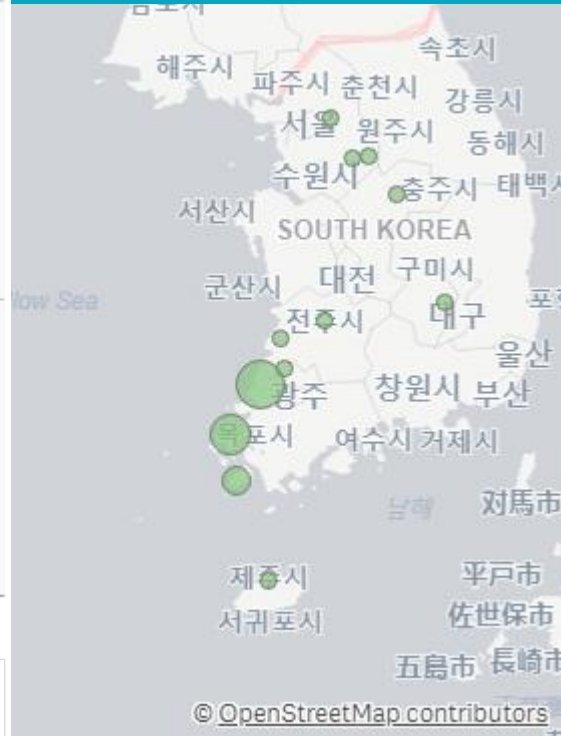 속초시
해주시
파주시 춘천시
강릉시
서울 원주시
동해시
수원시
충주시
서산시
SOUTH KOREA
대전 구미시
군산시
low Sea
전주시 대구
울산
광주 창원시 부산
목포시 여수시 거제시
남해 対馬市
제주시 平戸市
서귀포시 佐世保市
五島市 長崎市
© OpenStreetMap contributors